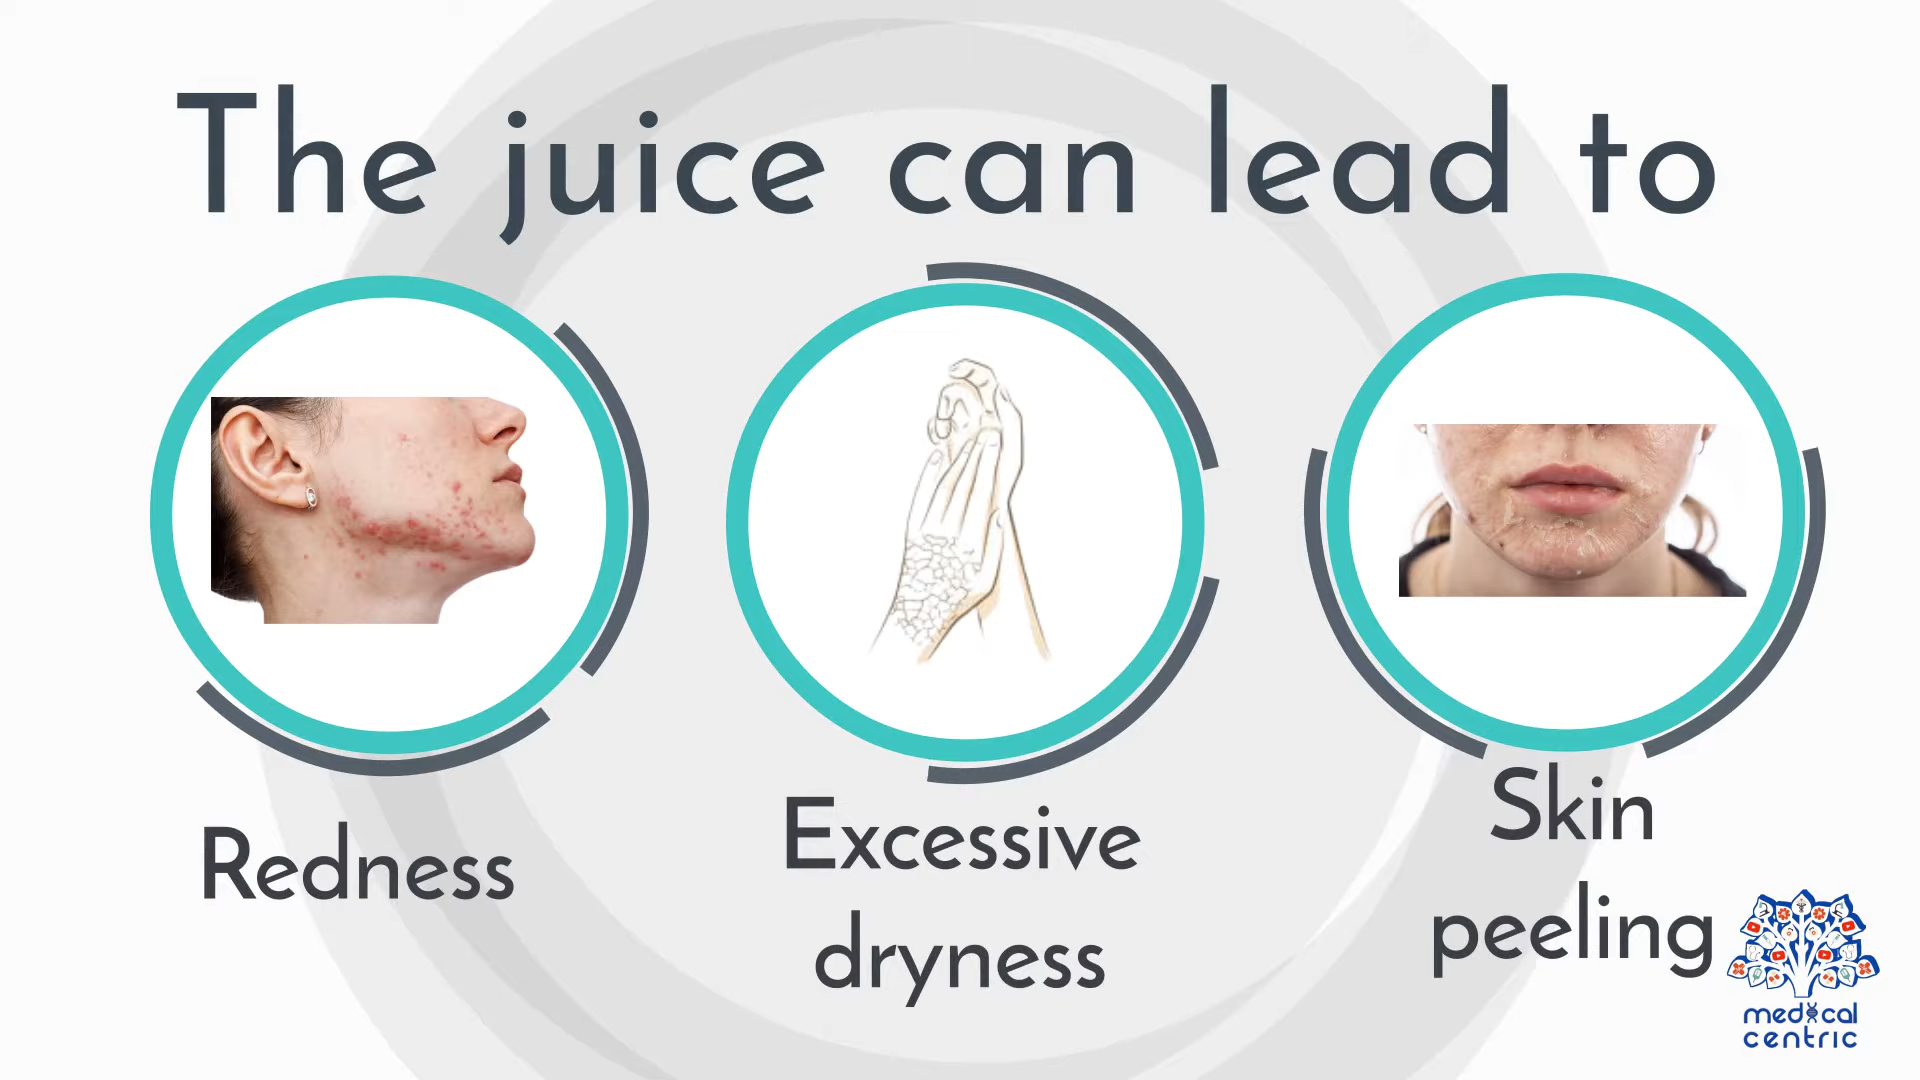 The juice can lead to
Redness
Excessive
dryness
Skin
peeling
medical
centric